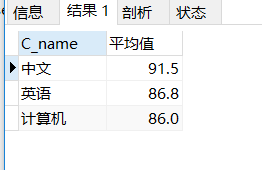 信息 结果 1 剖析 状态
C_name 平均值
中文 91.5
英语 86.8
计算机 86.0